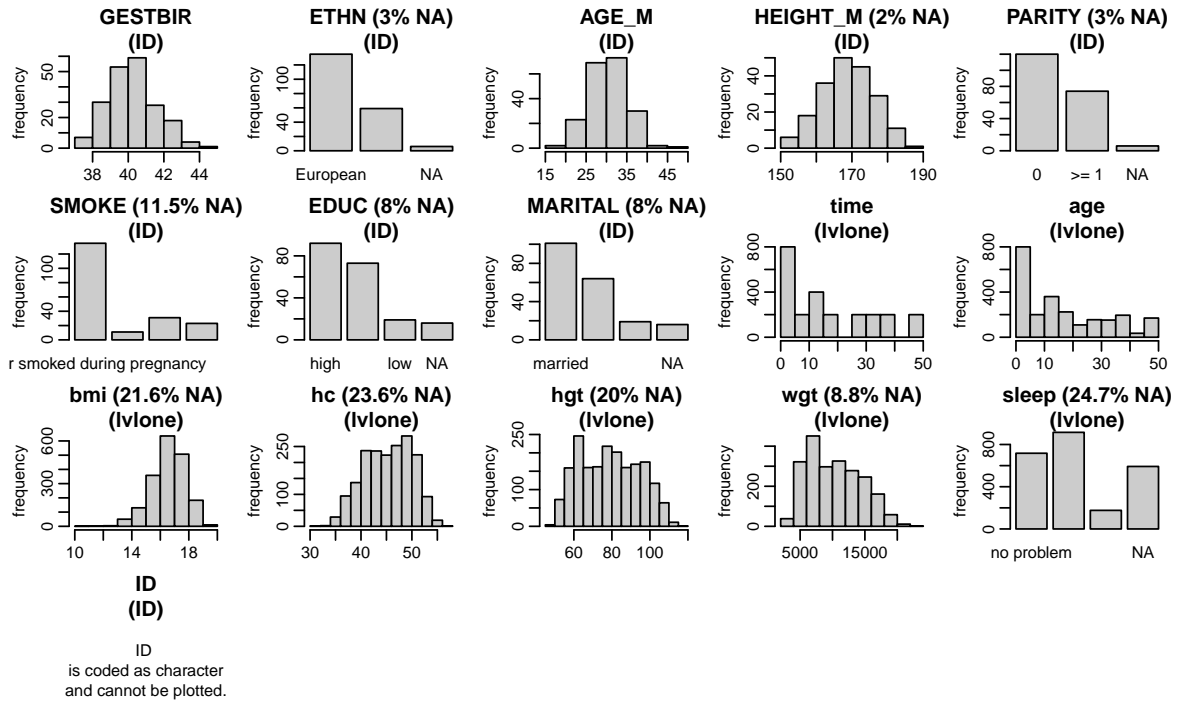 GESTBIR
(ID)
frequency
0 20 50
38 40 42 44
ETHN (3% NA)
(ID)
frequency
0 40 80 120
European NA
AGE_M
(ID)
frequency
0 40
15 25 35 45
HEIGHT_M (2% NA)
(ID)
frequency
0 20 40
150 170 190
PARITY (3% NA)
(ID)
frequency
0 40 80
0 >= 1 NA
SMOKE (11.5% NA)
(ID)
frequency
0 40 100
r smoked during pregnancy
EDUC (8% NA)
(ID)
frequency
0 40 80
high low NA
MARITAL (8% NA)
(ID)
frequency
0 40 80
married NA
time
(lvlone)
frequency
0 400 800
0 10 30 50
age
(lvlone)
frequency
0 400 800
0 10 30 50
bmi (21.6% NA)
(lvlone)
frequency
0 300 600
10 14 18
hc (23.6% NA)
(lvlone)
frequency
0 100 250
30 40 50
hgt (20% NA)
(lvlone)
frequency
0 100 250
60 80 100
wgt (8.8% NA)
(lvlone)
frequency
0 200
5000 15000
sleep (24.7% NA)
(lvlone)
frequency
0 400 800
no problem NA
ID
(ID)
ID
is coded as character
and cannot be plotted.